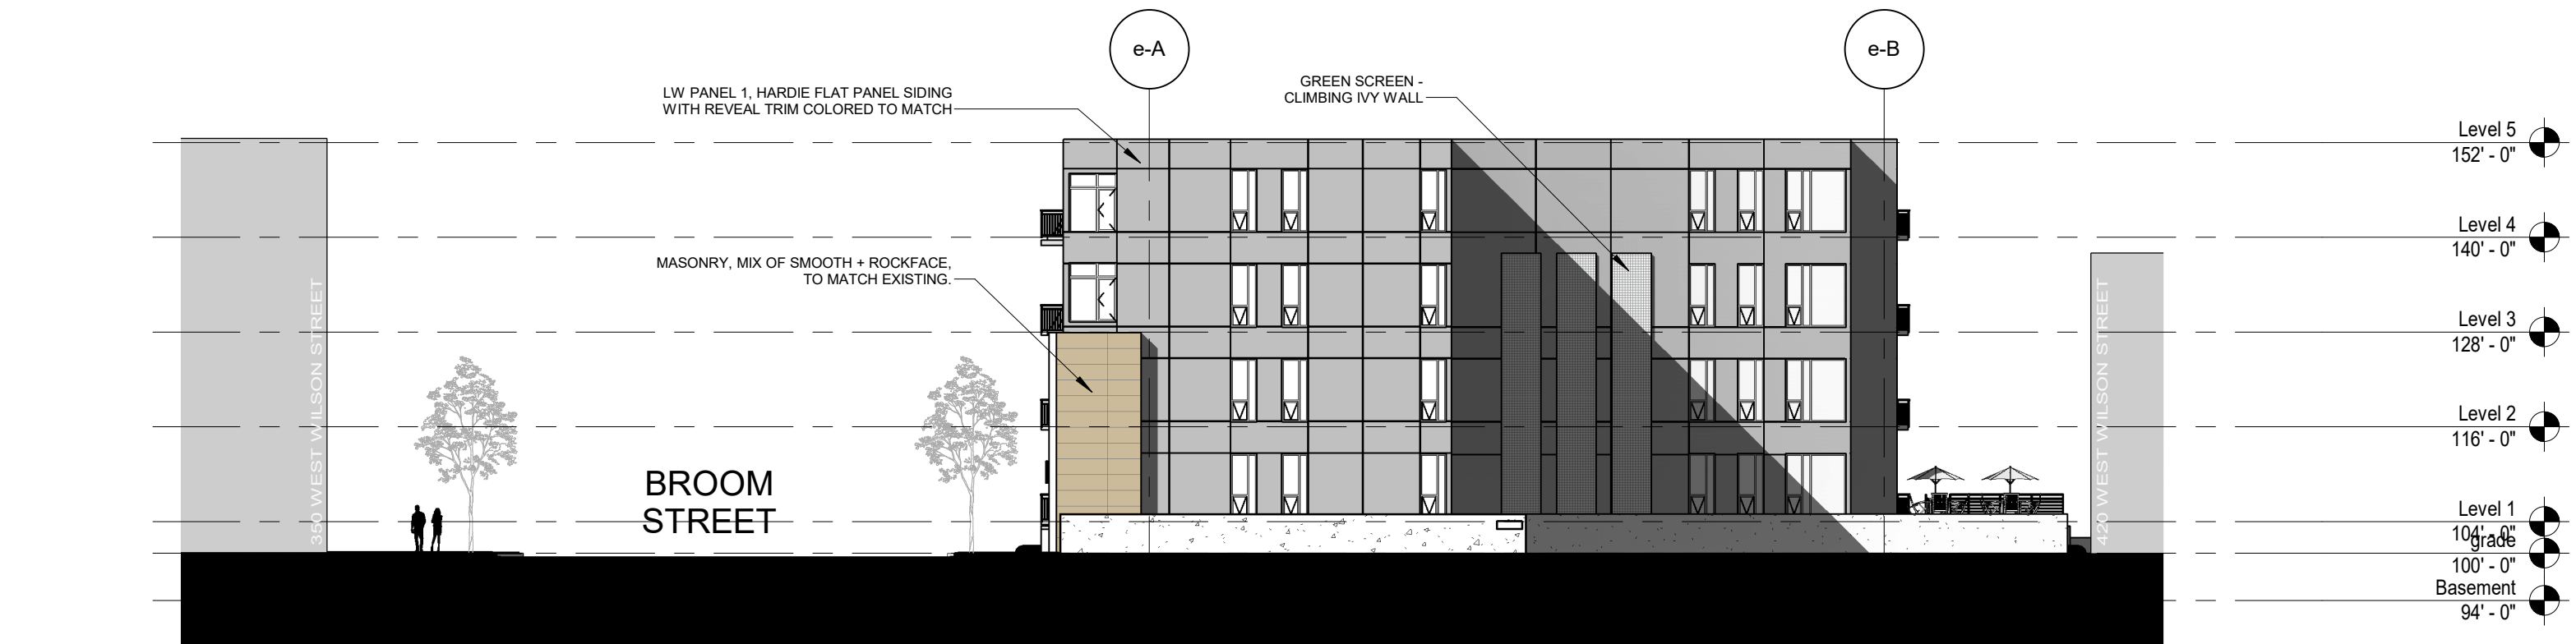 e-A
e-B
LW PANEL 1, HARDIE FLAT PANEL SIDING
WITH REVEAL TRIM COLORED TO MATCH
GREEN SCREEN -
CLIMBING IVY WALL
MASONRY, MIX OF SMOOTH + ROCKFACE,
TO MATCH EXISTING.
350 WEST WILSON STREET
BROOM
STREET
420 WEST WILSON STREET
Level 5
152' - 0"
Level 4
140' - 0"
Level 3
128' - 0"
Level 2
116' - 0"
Level 1
104' - 0"
grade
100' - 0"
Basement
94' - 0"